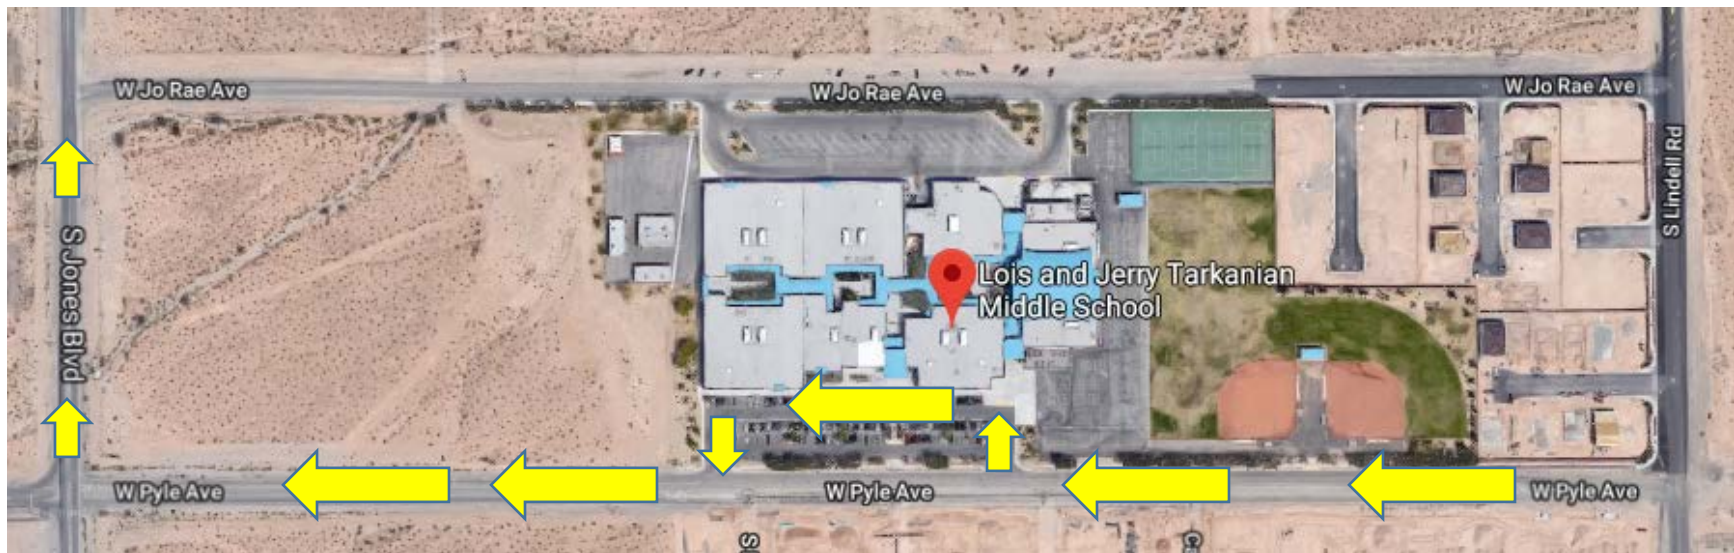 W Jo Rae Ave
W Jo Rae Ave
W Jo Rae Ave
S Lindell Rd
S Jones Blvd
Lois and Jerry Tarkanian
Middle School
W Pyle Ave
W Pyle Ave
W Pyle Ave